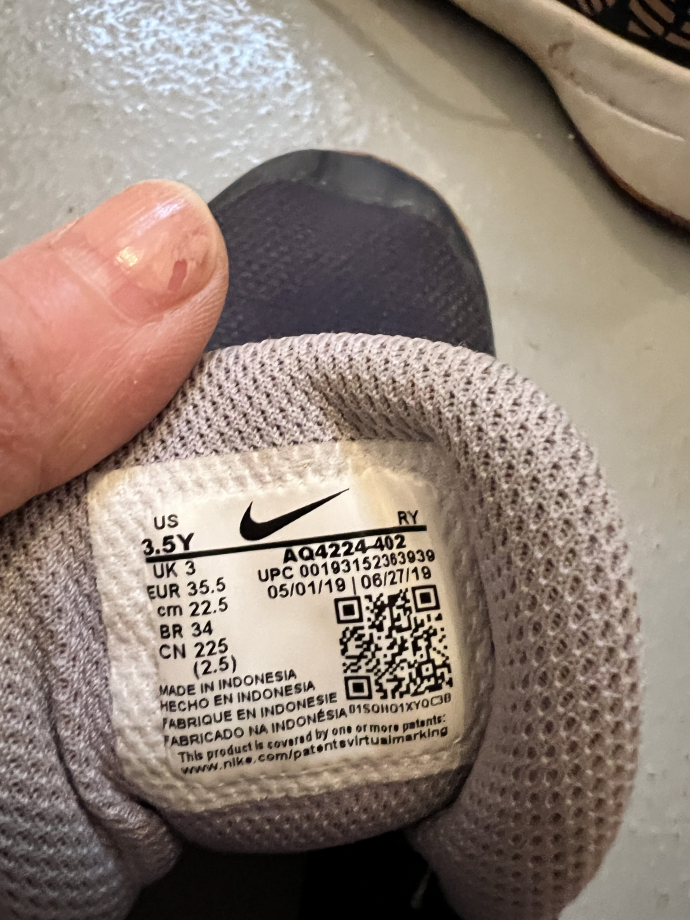 US RY
3.5Y AQ4224-402
UK 3 UPC 00193152363939
EUR 35.5 05/01/19 | 06/27/19
cm 22.5
BR 34
CN 225
(2.5)
MADE IN INDONESIA
HECHO EN INDONESIA
FABRIQUE EN INDONESIE
FABRICADO NA INDONÉSIA
This product is covered by one or more patents:
www.nike.com/patentsvirtualmarking